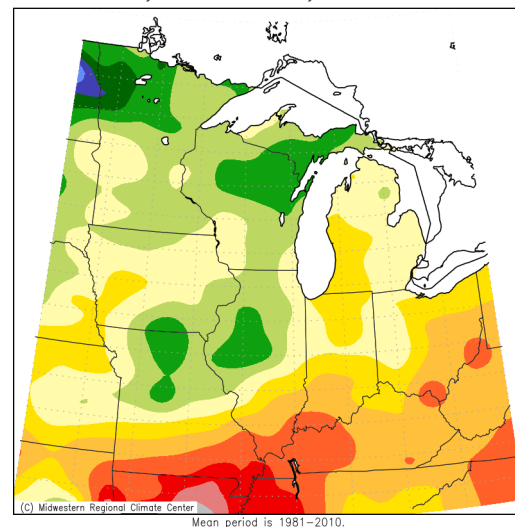 (C) Midwestern Regional Climate Center
Mean period is 1981-2010.